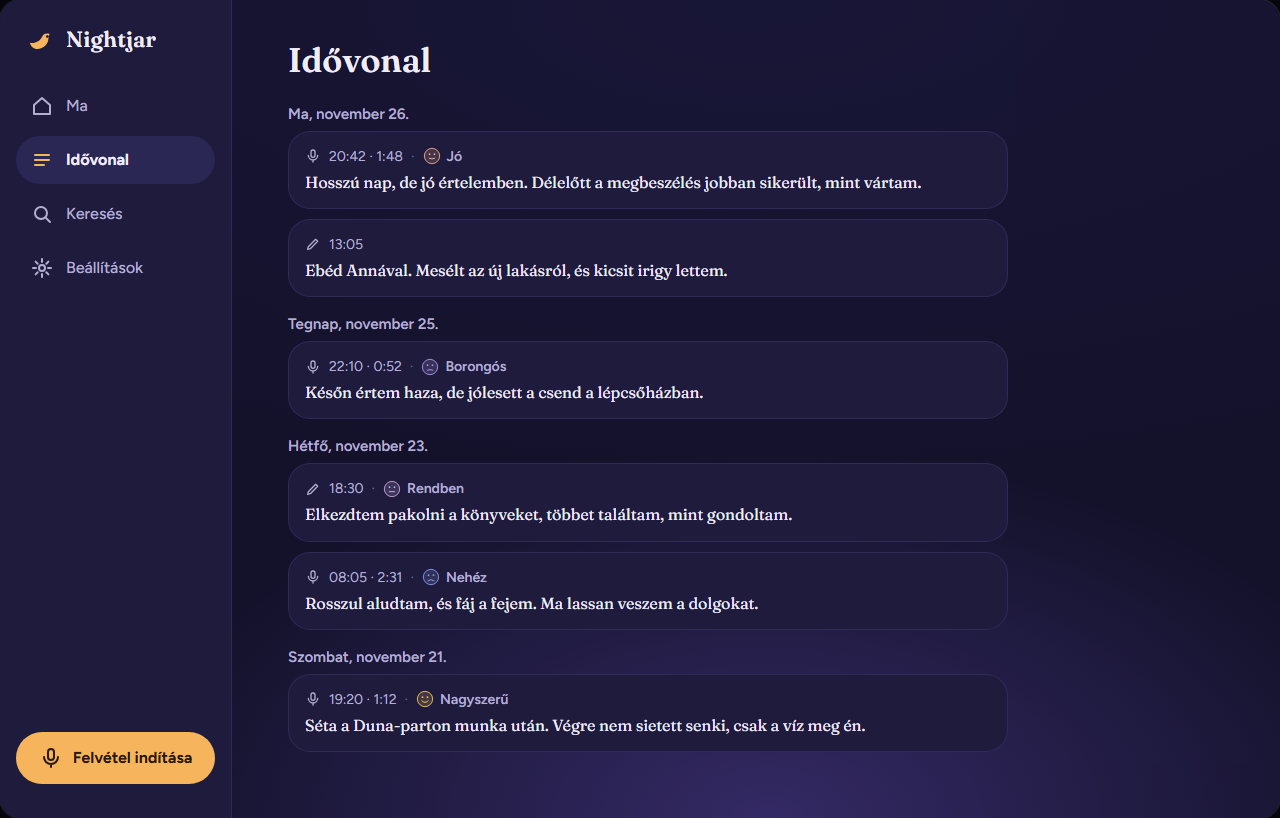 Nightjar
Ma
Idővonal
Keresés
Beállítások
Felvétel indítása
Idővonal
Ma, november 26.
20:42 · 1:48 · Jó
Hosszú nap, de jó értelemben. Délelőtt a megbeszélés jobban sikerült, mint vártam.
13:05
Ebéd Annával. Mesélt az új lakásról, és kicsit irigy lettem.
Tegnap, november 25.
22:10 · 0:52 · Borongós
Későn értem haza, de jólesett a csend a lépcsőházban.
Hétfő, november 23.
18:30 · Rendben
Elkezdtem pakolni a könyveket, többet találtam, mint gondoltam.
08:05 · 2:31 · Nehéz
Rosszul aludtam, és fáj a fejem. Ma lassan veszem a dolgokat.
Szombat, november 21.
19:20 · 1:12 · Nagyszerű
Séta a Duna-parton munka után. Végre nem sietett senki, csak a víz meg én.